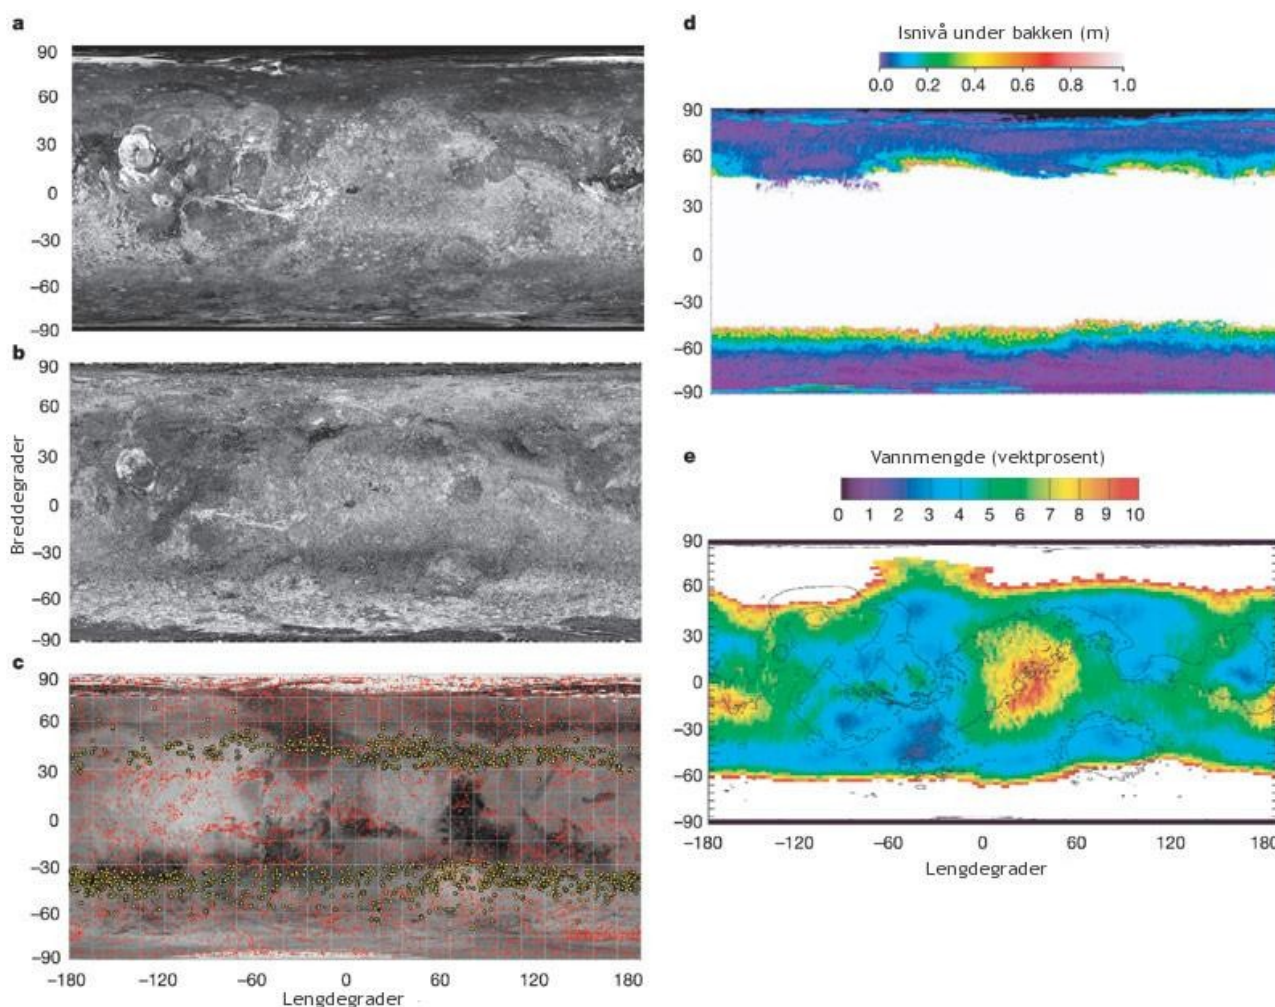 a
90
60
30
0
−30
−60
−90
b
90
60
30
0
−30
−60
−90
Breddegrader
c
90
60
30
0
−30
−60
−90
−180 −60 0 60 120 180
Lengdegrader
d
Isnivå under bakken (m)
0.0 0.2 0.4 0.6 0.8 1.0
90
60
30
0
−30
−60
−90
e
Vannmengde (vektprosent)
0 1 2 3 4 5 6 7 8 9 10
90
60
30
0
−30
−60
−90
−180 −120 −60 0 60 120 180
Lengdegrader